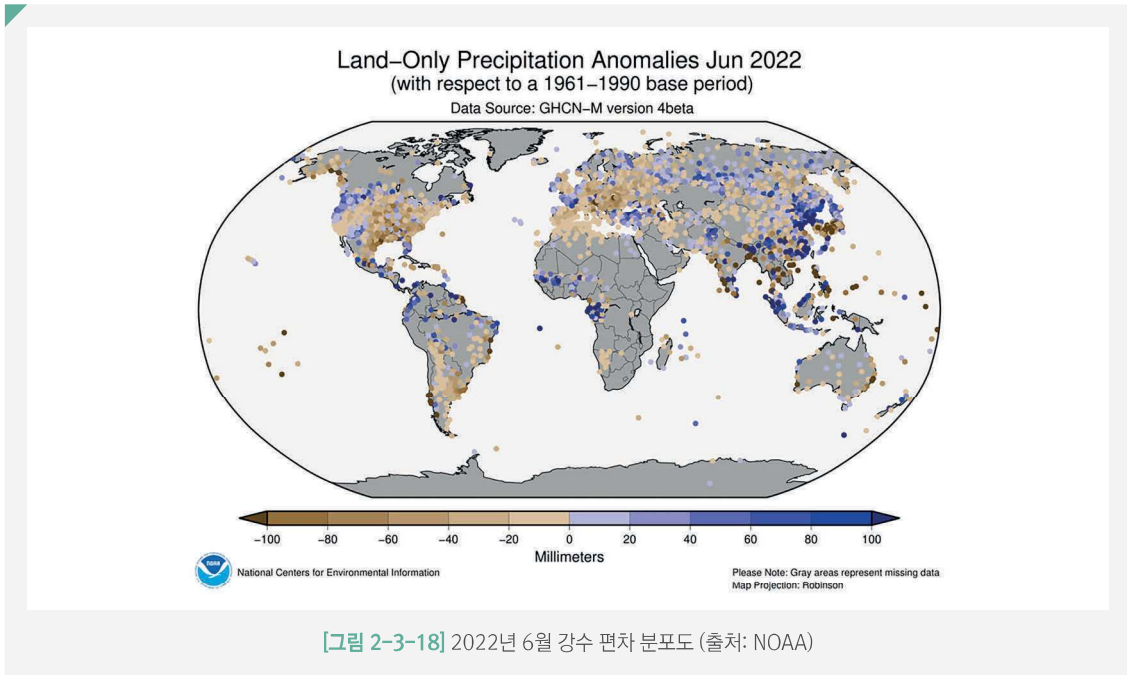 Land−Only Precipitation Anomalies Jun 2022
(with respect to a 1961−1990 base period)
Data Source: GHCN−M version 4beta
−100 −80 −60 −40 −20 0 20 40 60 80 100
Millimeters
NOAA
National Centers for Environmental Information
Please Note: Gray areas represent missing data
Map Projection: Robinson
[그림 2-3-18] 2022년 6월 강수 편차 분포도 (출처: NOAA)